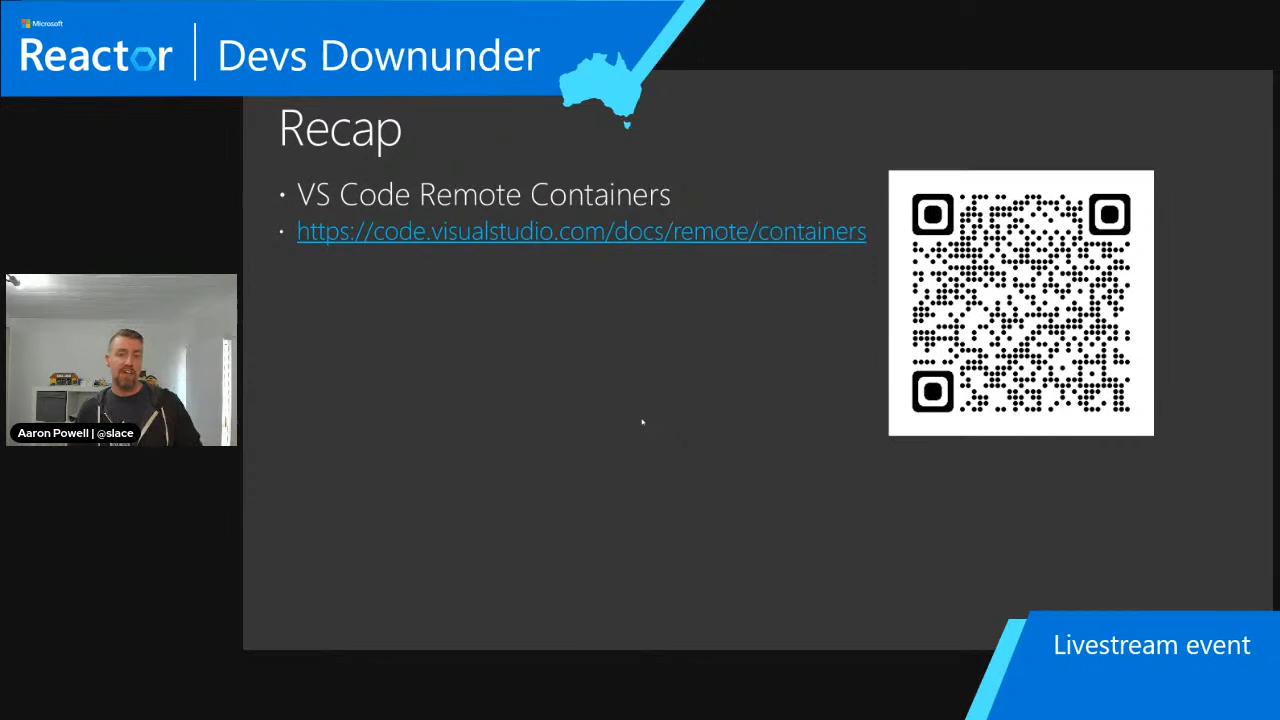 Microsoft
Reactor
Devs Downunder
Recap
• VS Code Remote Containers
• https://code.visualstudio.com/docs/remote/containers
Aaron Powell | @slace
Livestream event